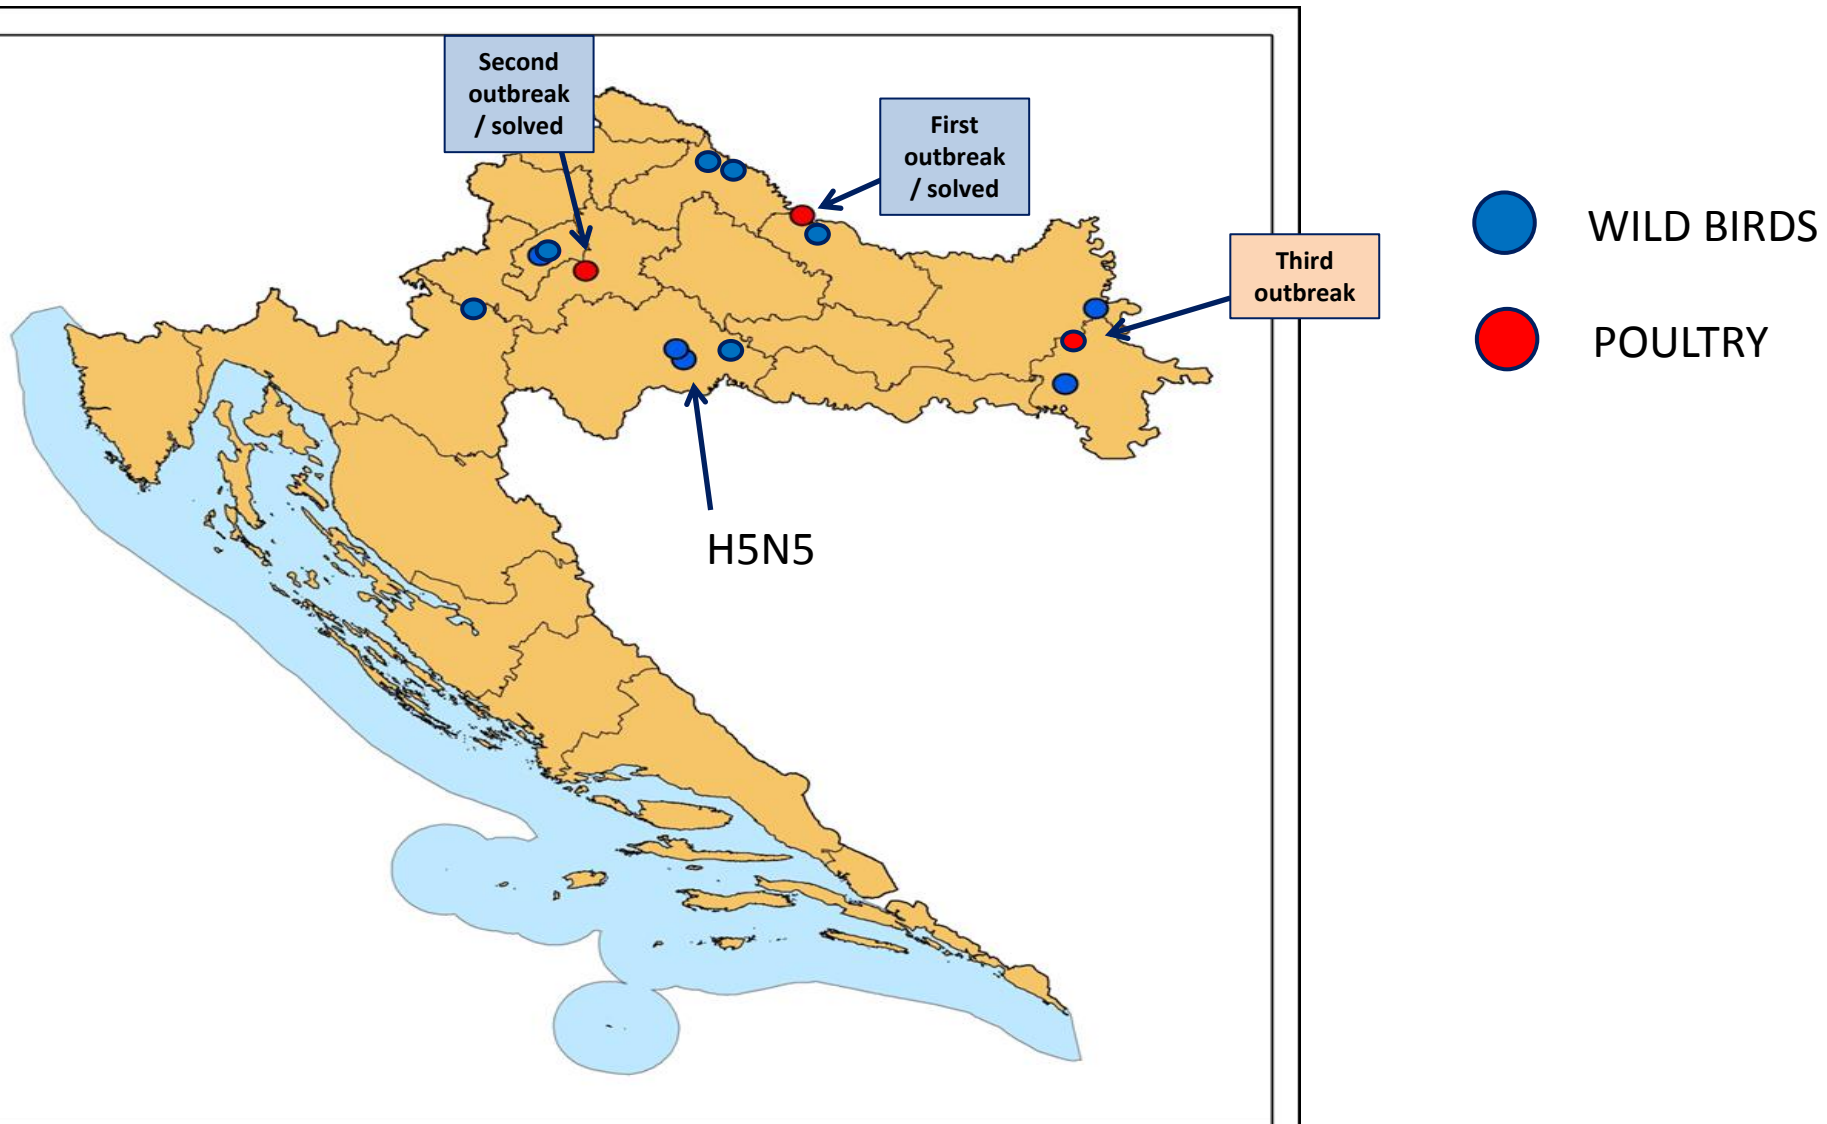 Second
outbreak
/ solved
First
outbreak
/ solved
Third
outbreak
WILD BIRDS
POULTRY
H5N5